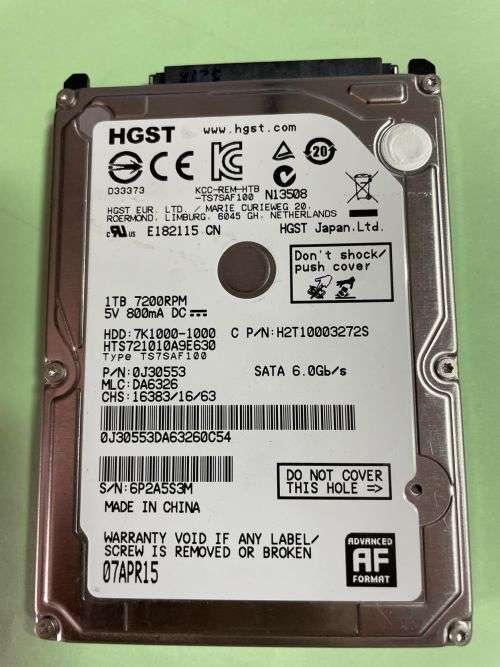 HGST www.hgst.com
20
D33373 KCC-REM-HTB
-TS7SAF100 N13508
HGST EUR. LTD. / MARIE CURIEWEG 20,
ROERMOND, LIMBURG, 6045 GH, NETHERLANDS
E182115 CN HGST Japan,Ltd.
Don't shock/
push cover
1TB 7200RPM
5V 800mA DC
HDD:7K1000-1000 C P/N:H2T10003272S
HTS721010A9E630
Type TS7SAF100
P/N:0J30553 SATA 6.0Gb/s
MLC:DA6326
CHS:16383/16/63
0J30553DA63260C54
S/N:6P2A5S3M
DO NOT COVER
THIS HOLE =>
MADE IN CHINA
WARRANTY VOID IF ANY LABEL/
SCREW IS REMOVED OR BROKEN
07APR15
ADVANCED
AF
FORMAT